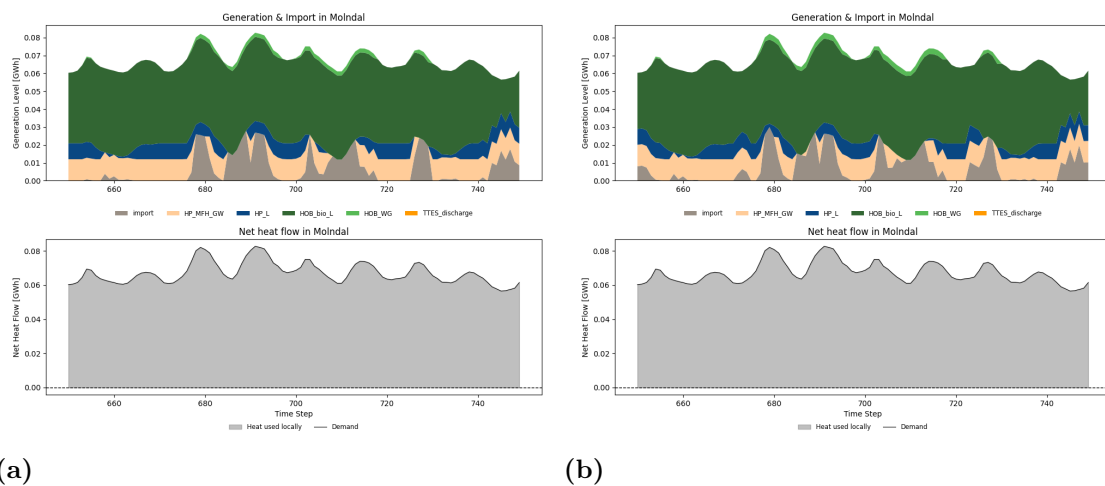 Generation & Import in Molndal
Generation Level [GWh]
0.08
0.07
0.06
0.05
0.04
0.03
0.02
0.01
0.00
660 680 700 720 740
import HP_MFH_GW HP_L HOB_bio_L HOB_WG TTES_discharge
Net heat flow in Molndal
Net Heat Flow [GWh]
0.08
0.06
0.04
0.02
0.00
660 680 700 720 740
Time Step
Heat used locally Demand
(a)
Generation & Import in Molndal
Generation Level [GWh]
0.08
0.07
0.06
0.05
0.04
0.03
0.02
0.01
0.00
660 680 700 720 740
import HP_MFH_GW HP_L HOB_bio_L HOB_WG TTES_discharge
Net heat flow in Molndal
Net Heat Flow [GWh]
0.08
0.06
0.04
0.02
0.00
660 680 700 720 740
Time Step
Heat used locally Demand
(b)